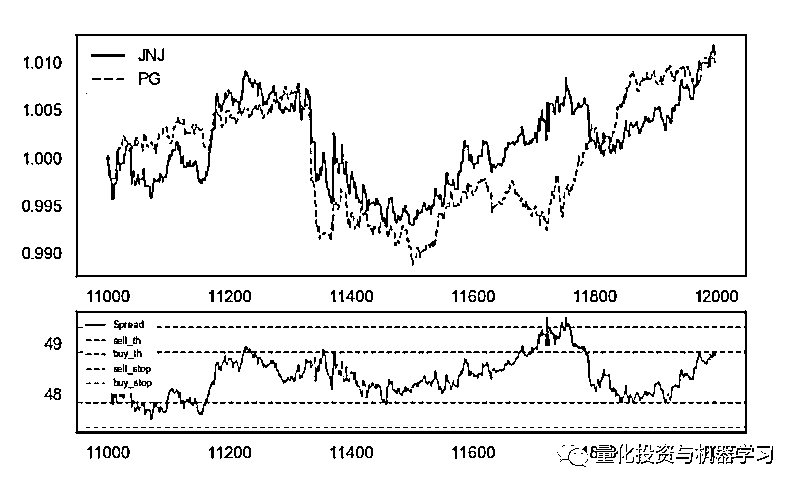 JNJ
PG
1.010
1.005
1.000
0.995
0.990
11000 11200 11400 11600 11800 12000
Spread
sell_th
buy_th
sell_stop
buy_stop
49
48
11000 11200 11400 11600
量化投资与机器学习